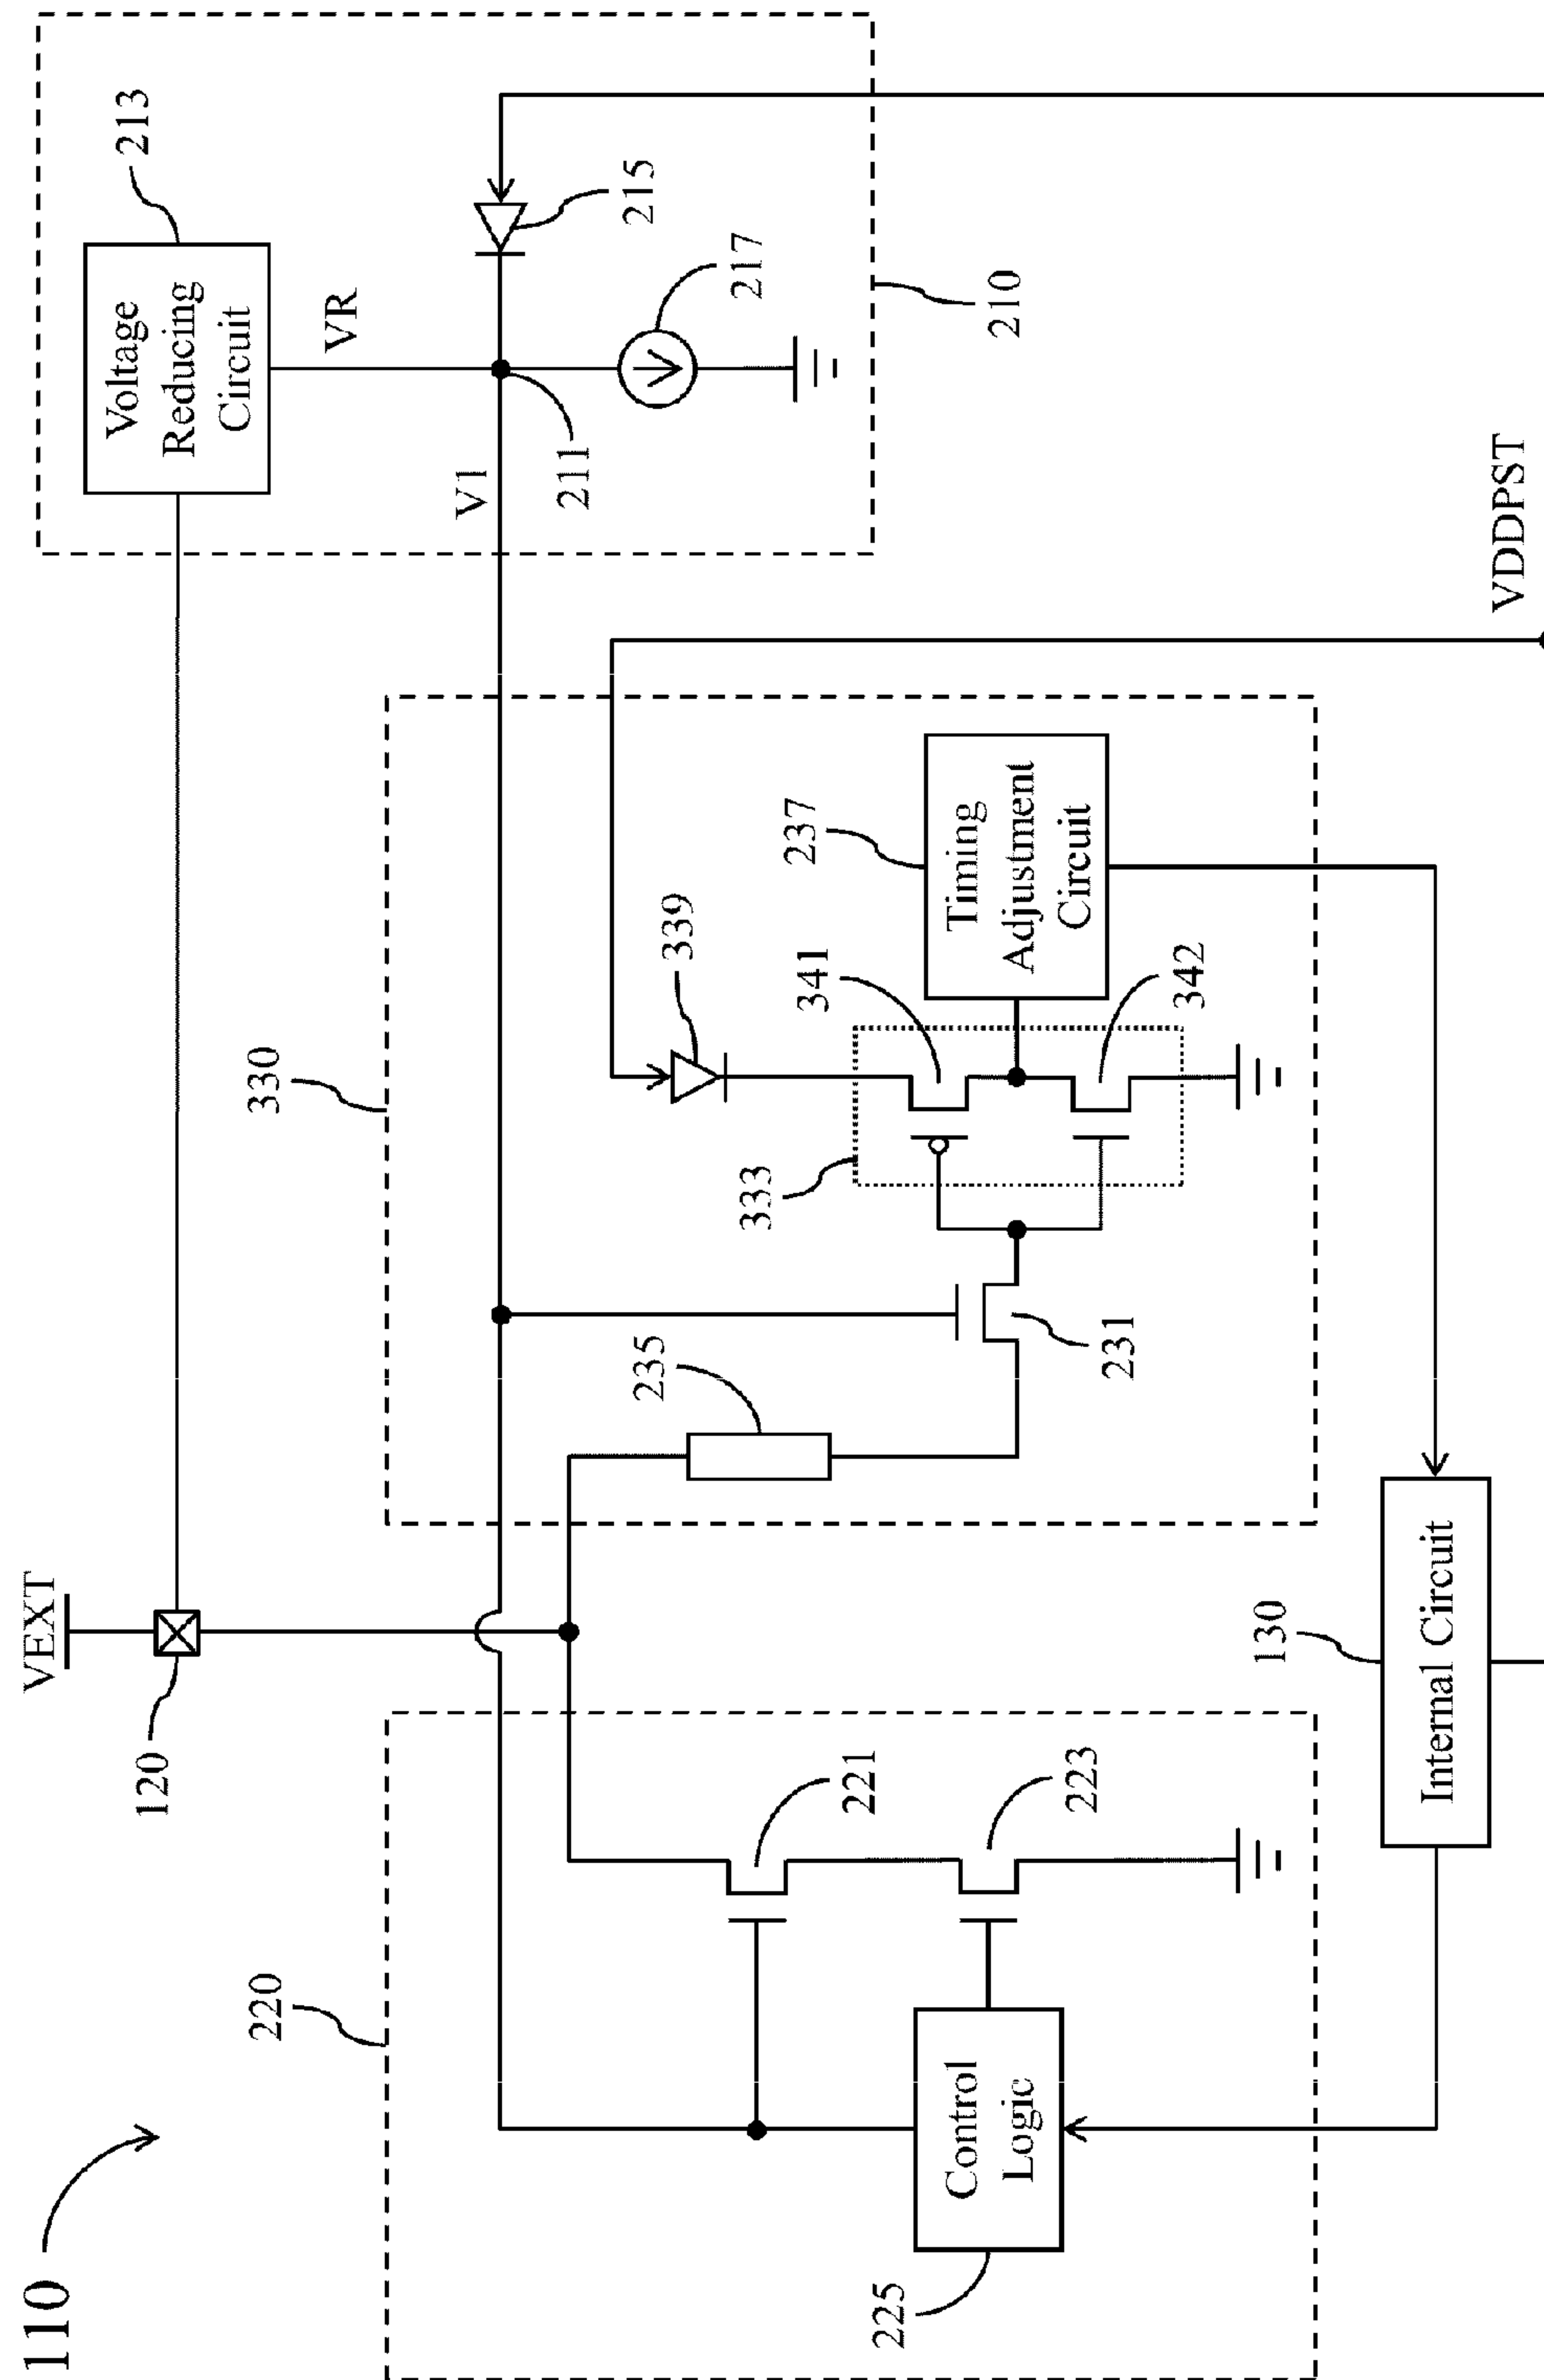 110
VEXT
120
213
Voltage
Reducing
Circuit
VR
V1
211
215
217
210
220
330
235
339
333
341
237
Timing
Adjustment
Circuit
342
231
221
223
225
Control
Logic
130
Internal Circuit
VDDPST